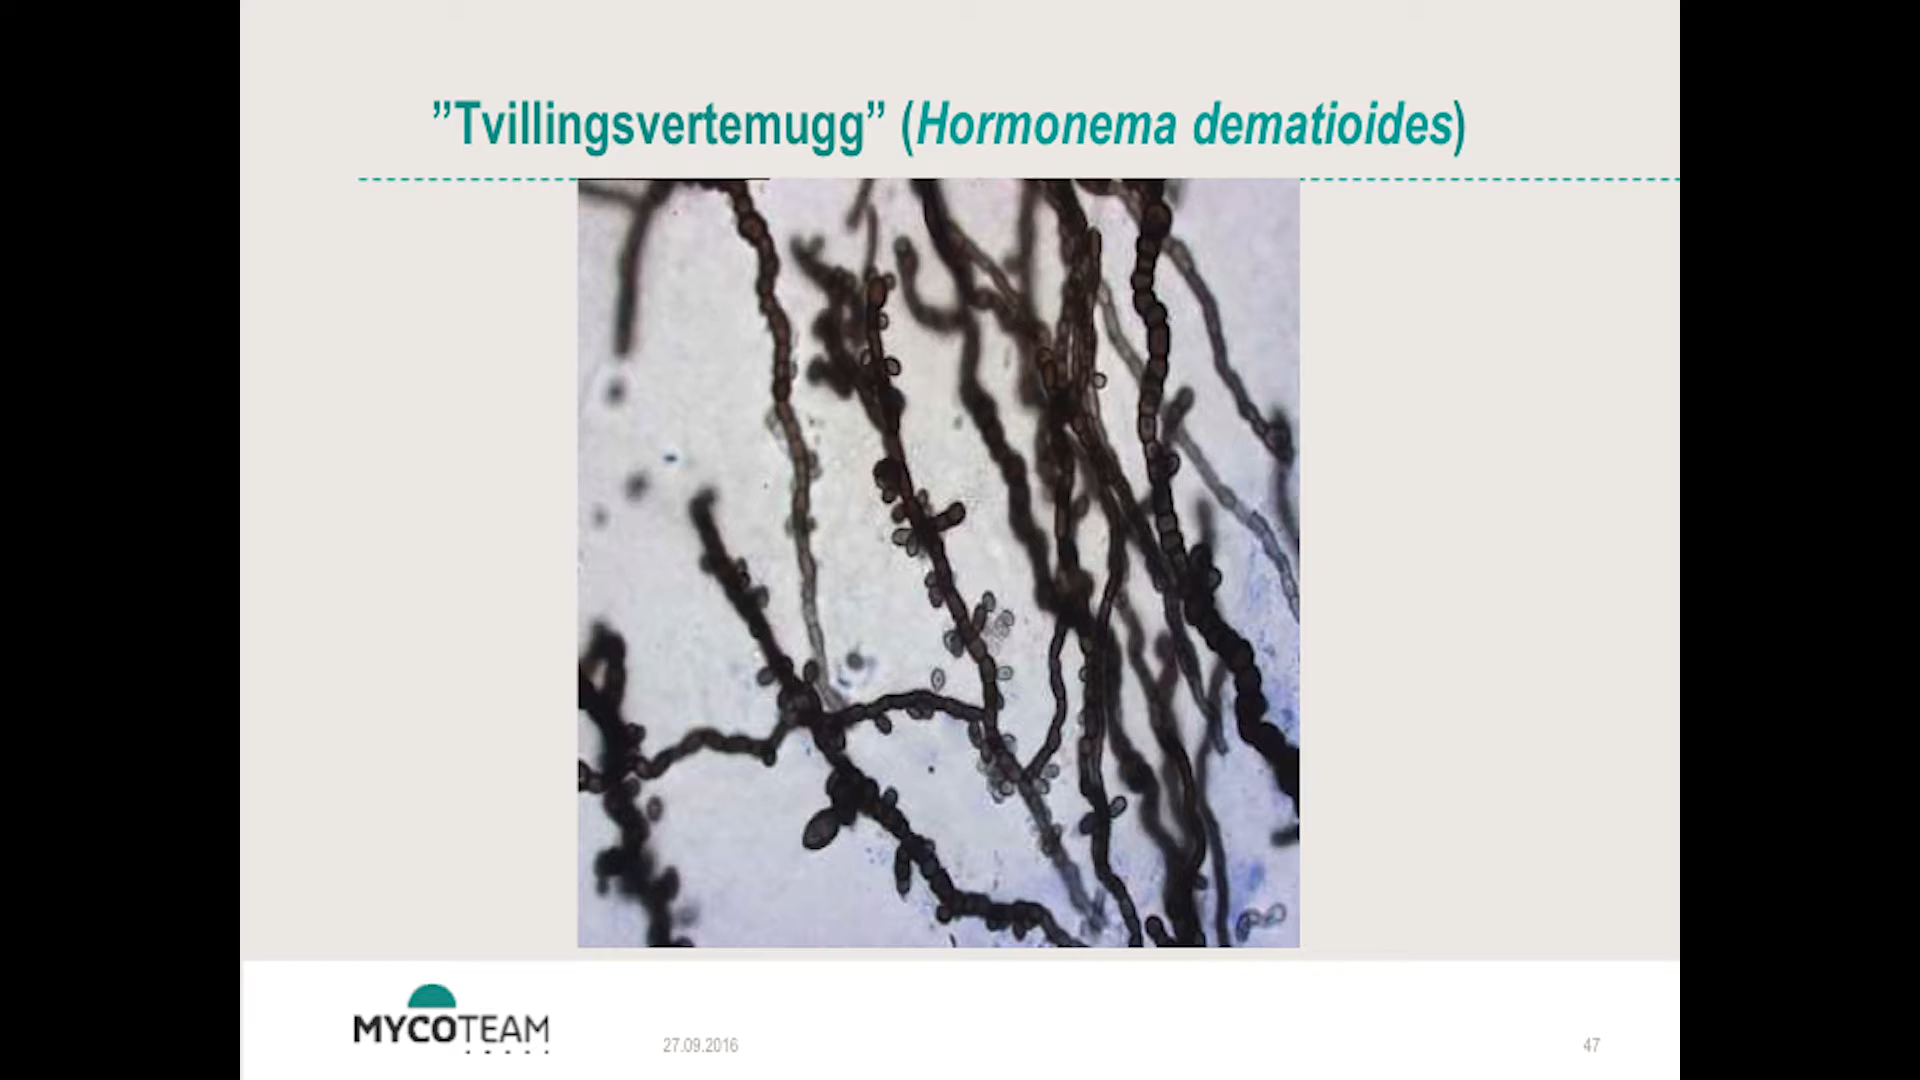 ”Tvillingsvertemugg” (Hormonema dematioides)
MYCOTEAM
27.09.2016
47